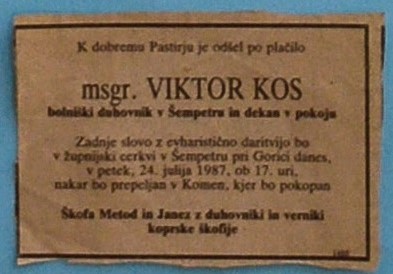 K dobremu Pastirju je odšel po plačilo
msgr. VIKTOR KOS
bolniški duhovnik v Šempetru in dekan v pokoju
Zadnje slovo z evharistično daritvijo bo
v župnijski cerkvi v Šempetru pri Gorici danes,
v petek, 24. julija 1987, ob 17. uri,
nakar bo prepeljan v Komen, kjer bo pokopan
Škofa Metod in Janez z duhovniki in verniki
koprske škofije